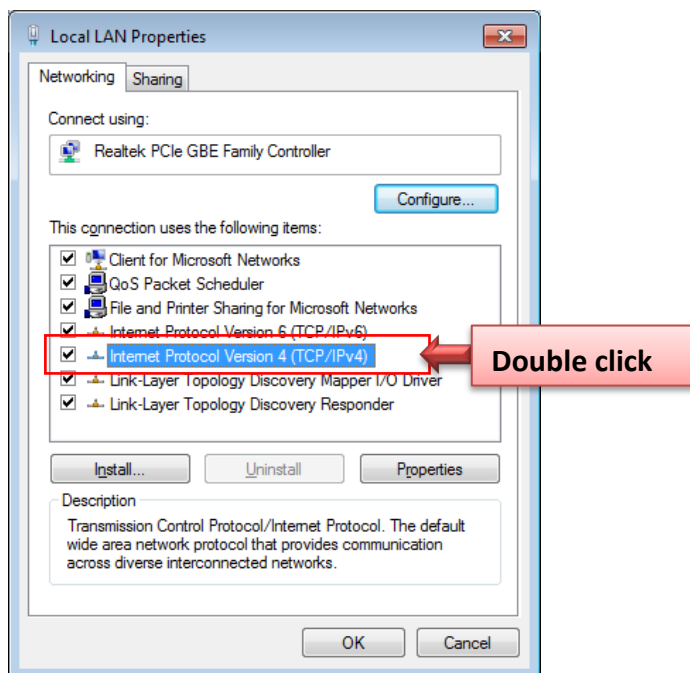 Local LAN Properties
Networking Sharing
Connect using:
Realtek PCIe GBE Family Controller
Configure...
This connection uses the following items:
Client for Microsoft Networks
QoS Packet Scheduler
File and Printer Sharing for Microsoft Networks
Internet Protocol Version 6 (TCP/IPv6)
Internet Protocol Version 4 (TCP/IPv4)
Double click
Link-Layer Topology Discovery Mapper I/O Driver
Link-Layer Topology Discovery Responder
Install... Uninstall Properties
Description
Transmission Control Protocol/Internet Protocol. The default
wide area network protocol that provides communication
across diverse interconnected networks.
OK Cancel